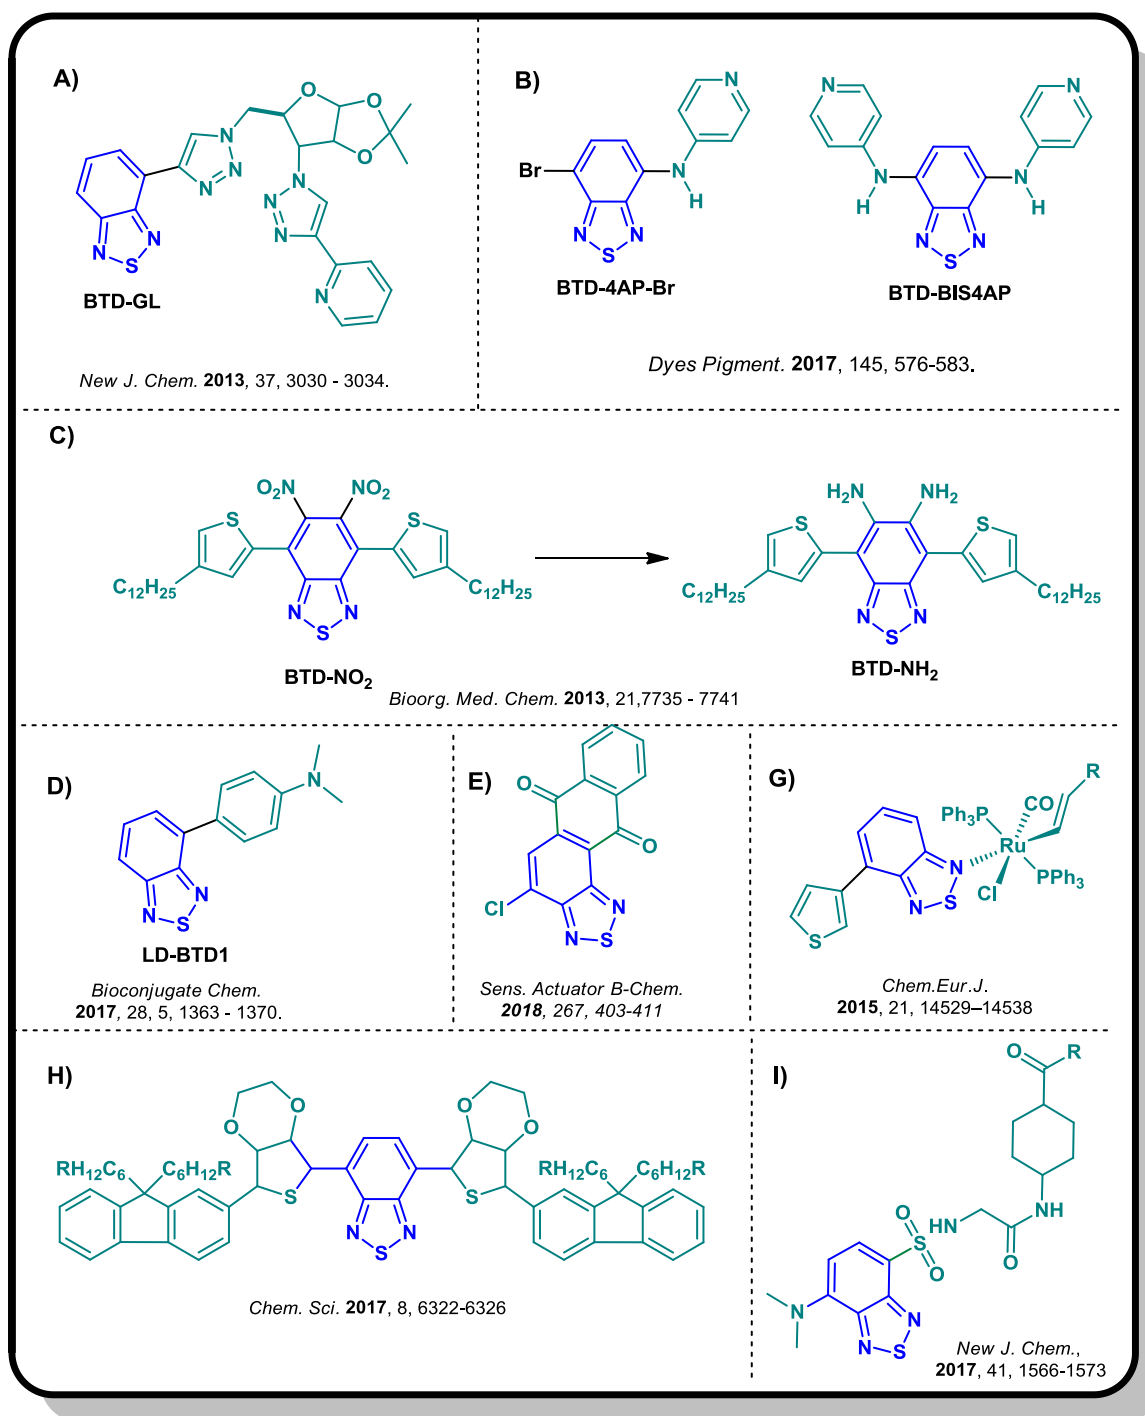 A)
O
O
O
N
N
N
N
N
N
N
N
S
N
BTD-GL
New J. Chem. 2013, 37, 3030 - 3034.
B)
N
Br
N
H
N
N
S
BTD-4AP-Br
N
N
N
H
N
H
N
N
S
BTD-BIS4AP
Dyes Pigment. 2017, 145, 576-583.
C)
O2N
NO2
S
S
C12H25
C12H25
N
N
S
BTD-NO2
H2N
NH2
S
S
C12H25
C12H25
N
N
S
BTD-NH2
Bioorg. Med. Chem. 2013, 21,7735 - 7741
D)
N
N
N
S
LD-BTD1
Bioconjugate Chem.
2017, 28, 5, 1363 - 1370.
E)
O
O
Cl
N
N
S
Sens. Actuator B-Chem.
2018, 267, 403-411
G)
R
CO
Ph3P
Ru
PPh3
Cl
N
N
S
S
Chem.Eur.J.
2015, 21, 14529–14538
H)
O
O
O
O
RH12C6
C6H12R
RH12C6
C6H12R
S
S
N
N
S
Chem. Sci. 2017, 8, 6322-6326
I)
O
R
NH
O
HN
O
S
O
N
N
N
S
New J. Chem.,
2017, 41, 1566-1573